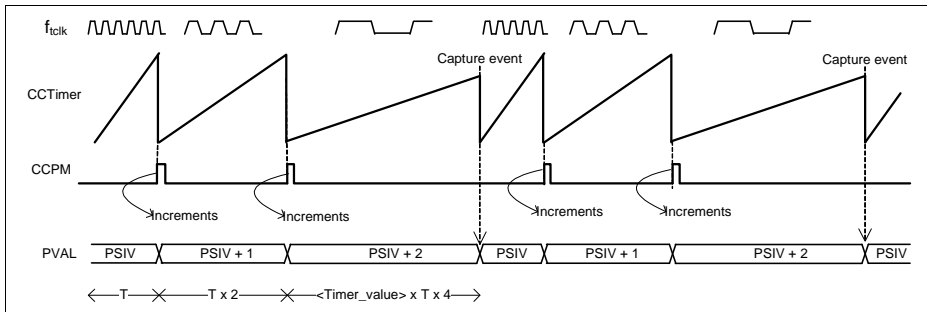 ftclk
Capture event
Capture event
CCTimer
CCPM
Increments
Increments
Increments
Increments
PVAL
PSIV
PSIV + 1
PSIV + 2
PSIV
PSIV + 1
PSIV + 2
PSIV
T
T x 2
<Timer_value> x T x 4